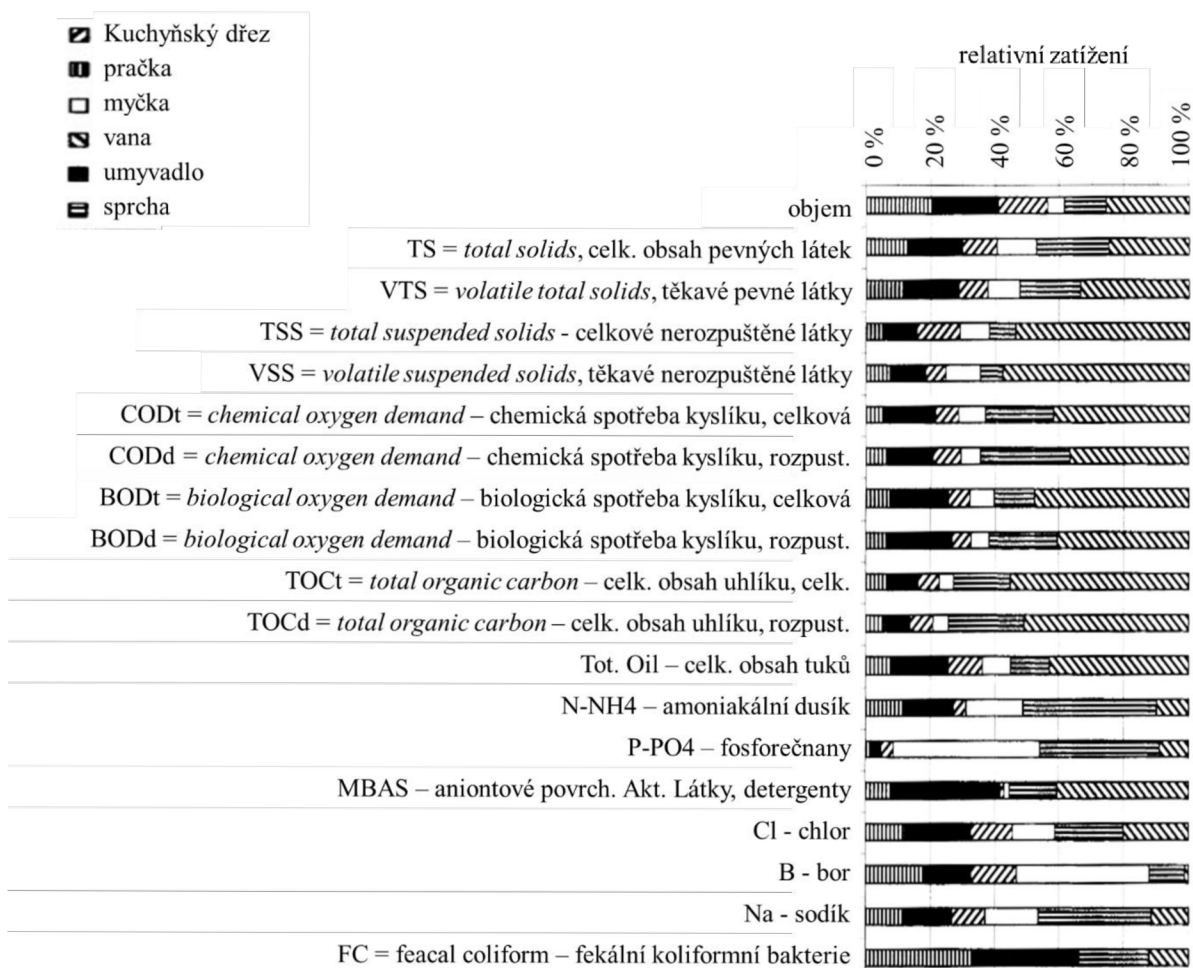 Kuchyňský dřez
pračka
myčka
vana
umyvadlo
sprcha
relativní zatížení
0 %
20 %
40 %
60 %
80 %
100 %
objem
TS = total solids, celk. obsah pevných látek
VTS = volatile total solids, těkavé pevné látky
TSS = total suspended solids - celkové nerozpuštěné látky
VSS = volatile suspended solids, těkavé nerozpuštěné látky
CODt = chemical oxygen demand – chemická spotřeba kyslíku, celková
CODd = chemical oxygen demand – chemická spotřeba kyslíku, rozpust.
BODt = biological oxygen demand – biologická spotřeba kyslíku, celková
BODd = biological oxygen demand – biologická spotřeba kyslíku, rozpust.
TOCt = total organic carbon – celk. obsah uhlíku, celk.
TOCd = total organic carbon – celk. obsah uhlíku, rozpust.
Tot. Oil – celk. obsah tuků
N-NH4 – amoniakální dusík
P-PO4 – fosforečnany
MBAS – aniontové povrch. Akt. Látky, detergenty
Cl - chlor
B - bor
Na - sodík
FC = feacal coliform – fekální koliformní bakterie